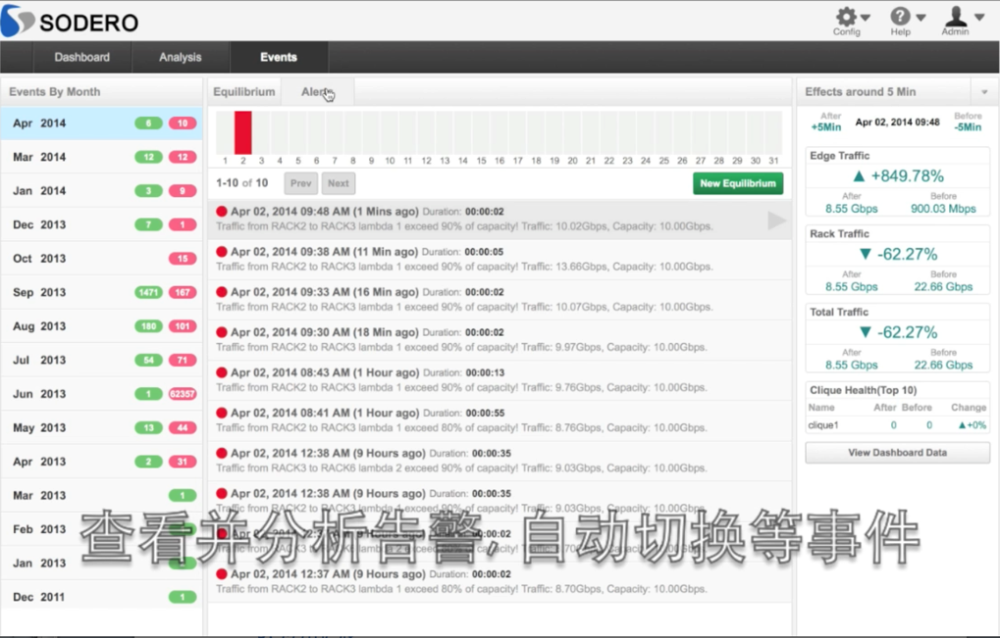 SODERO
Config
Help
Admin
Dashboard Analysis Events
Events By Month
Apr 2014 6 10
Mar 2014 12 12
Jan 2014 3 9
Dec 2013 7 1
Oct 2013 15
Sep 2013 1471 167
Aug 2013 180 101
Jul 2013 54 71
Jun 2013 1 62357
May 2013 13 44
Apr 2013 2 31
Mar 2013 1
Feb 2013
Jan 2013
Dec 2011 1
Equilibrium
1 2 3 4 5 6 7 8 9 10 11 12 13 14 15 16 17 18 19 20 21 22 23 24 25 26 27 28 29 30 31
1-10 of 10 Prev Next New Equilibrium
Apr 02, 2014 09:48 AM (1 Mins ago) Duration: 00:00:02
Traffic from RACK2 to RACK3 lambda 1 exceed 90% of capacity! Traffic: 10.02Gbps, Capacity: 10.00Gbps.
Apr 02, 2014 09:38 AM (11 Min ago) Duration: 00:00:05
Traffic from RACK2 to RACK3 lambda 1 exceed 90% of capacity! Traffic: 13.66Gbps, Capacity: 10.00Gbps.
Apr 02, 2014 09:33 AM (16 Min ago) Duration: 00:00:02
Traffic from RACK2 to RACK3 lambda 1 exceed 90% of capacity! Traffic: 10.07Gbps, Capacity: 10.00Gbps.
Apr 02, 2014 09:30 AM (18 Min ago) Duration: 00:00:02
Traffic from RACK2 to RACK3 lambda 1 exceed 90% of capacity! Traffic: 9.97Gbps, Capacity: 10.00Gbps.
Apr 02, 2014 08:43 AM (1 Hour ago) Duration: 00:00:13
Traffic from RACK2 to RACK3 lambda 1 exceed 90% of capacity! Traffic: 9.76Gbps, Capacity: 10.00Gbps.
Apr 02, 2014 08:41 AM (1 Hour ago) Duration: 00:00:55
Traffic from RACK2 to RACK3 lambda 1 exceed 80% of capacity! Traffic: 8.76Gbps, Capacity: 10.00Gbps.
Apr 02, 2014 12:38 AM (9 Hours ago) Duration: 00:00:35
Traffic from RACK3 to RACK6 lambda 2 exceed 90% of capacity! Traffic: 9.03Gbps, Capacity: 10.00Gbps.
Apr 02, 2014 12:38 AM (9 Hours ago) Duration: 00:00:35
Traffic from RACK2 to RACK3 lambda 1 exceed 90% of capacity! Traffic: 9.03Gbps, Capacity: 10.00Gbps.
Apr 02, 2014 12:37 AM (9 Hours ago) Duration: 00:00:02
Traffic from RACK2 to RACK3 lambda 1 exceed 80% of capacity! Traffic: 8.70Gbps, Capacity: 10.00Gbps.
Effects around 5 Min
After Before
+5Min Apr 02, 2014 09:48 -5Min
Edge Traffic
▲ +849.78%
After Before
8.55 Gbps 900.03 Mbps
Rack Traffic
▼ -62.27%
After Before
8.55 Gbps 22.66 Gbps
Total Traffic
▼ -62.27%
After Before
8.55 Gbps 22.66 Gbps
Clique Health(Top 10)
Name After Before Change
clique1 0 0 ▲+0%
View Dashboard Data
查看并分析告警，自动切换等事件